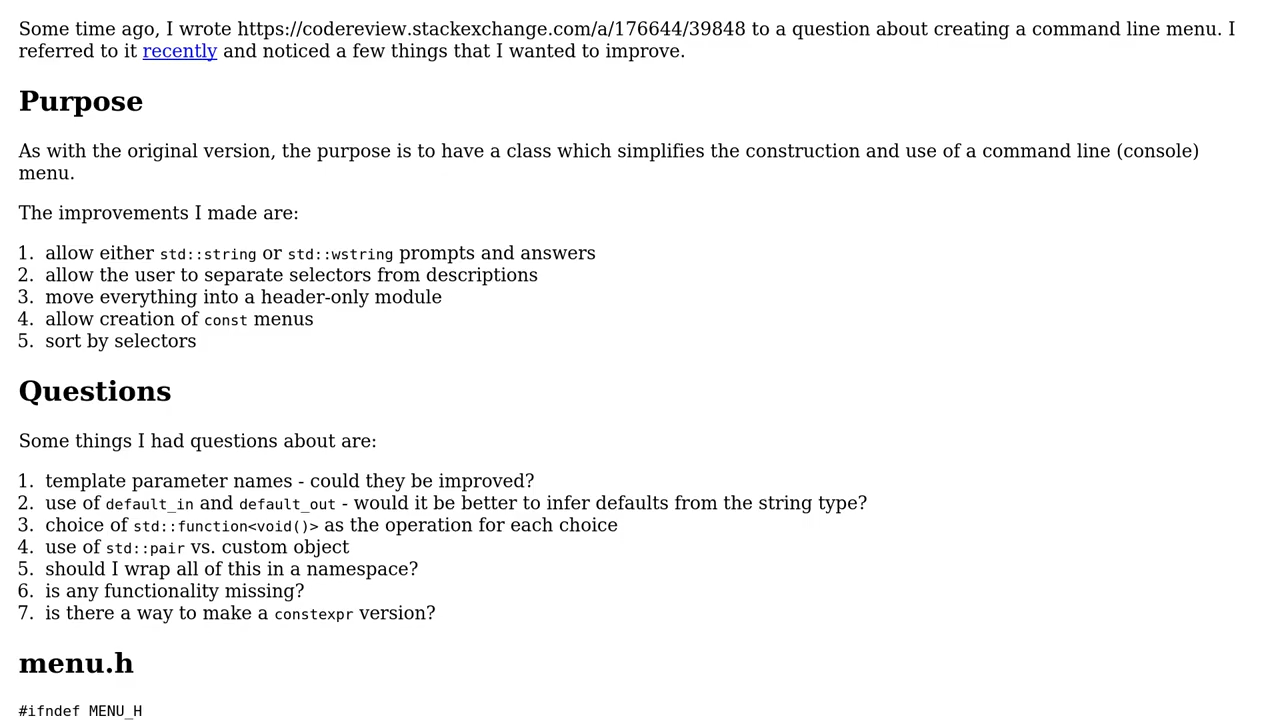 Some time ago, I wrote https://codereview.stackexchange.com/a/176644/39848 to a question about creating a command line menu. I
referred to it recently and noticed a few things that I wanted to improve.
Purpose
As with the original version, the purpose is to have a class which simplifies the construction and use of a command line (console)
menu.
The improvements I made are:
1. allow either std::string or std::wstring prompts and answers
2. allow the user to separate selectors from descriptions
3. move everything into a header-only module
4. allow creation of const menus
5. sort by selectors
Questions
Some things I had questions about are:
1. template parameter names - could they be improved?
2. use of default_in and default_out - would it be better to infer defaults from the string type?
3. choice of std::function<void()> as the operation for each choice
4. use of std::pair vs. custom object
5. should I wrap all of this in a namespace?
6. is any functionality missing?
7. is there a way to make a constexpr version?
menu.h
#ifndef MENU_H